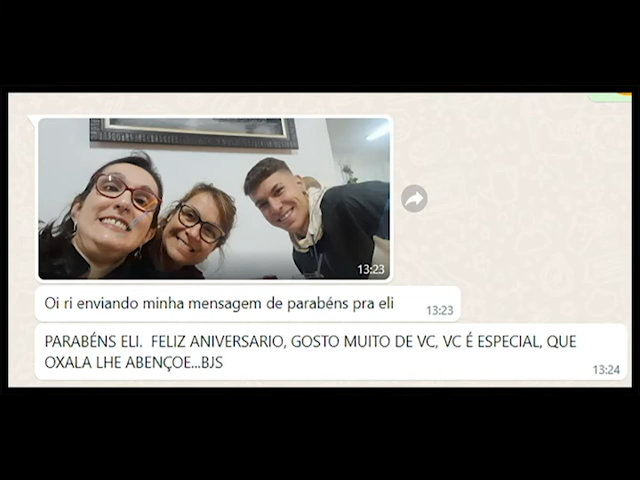 13:23
Oi ri enviando minha mensagem de parabéns pra eli
13:23
PARABÉNS ELI.  FELIZ ANIVERSARIO, GOSTO MUITO DE VC, VC É ESPECIAL, QUE
OXALA LHE ABENÇOE...BJS
13:24